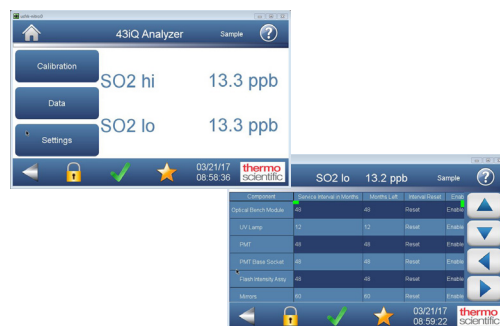 43iQ Analyzer Sample ?
Calibration
Data
Settings
SO2 hi 13.3 ppb
SO2 lo 13.3 ppb
03/21/17
08:58:36
thermo
scientific
SO2 lo 13.2 ppb Sample ?
Component Service Interval in Months Months Left Interval Reset Enab
Optical Bench Module 48 48 Reset Enable
UV Lamp 12 12 Reset Enable
PMT 48 48 Reset Enable
PMT Base Socket 48 48 Reset Enable
Flash Intensity Assy 48 48 Reset Enable
Mirrors 60 60 Reset Enable
03/21/17
08:59:22
thermo
scientific